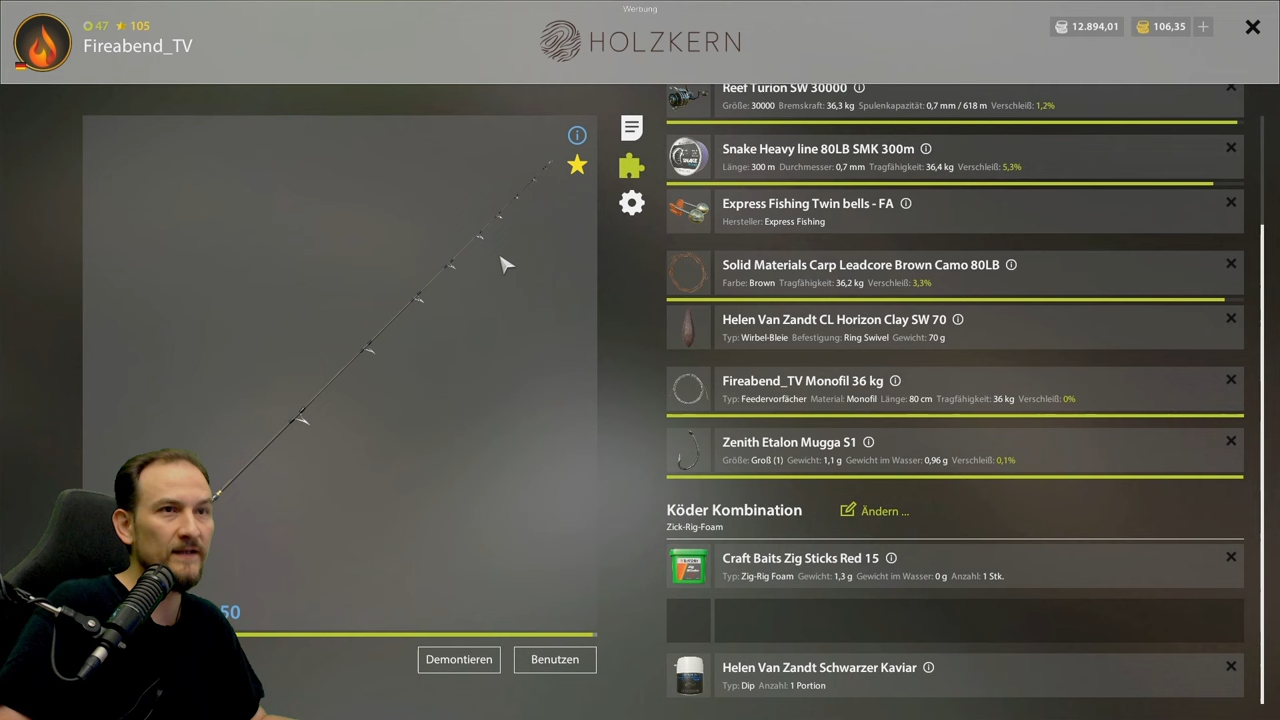 Werbung
47 105
Fireabend_TV
HOLZKERN
12.894,01
106,35
Reef Turion SW 30000
Größe: 30000 Bremskraft: 36,3 kg Spulenkapazität: 0,7 mm / 618 m Verschleiß: 1,2%
Snake Heavy line 80LB SMK 300m
Länge: 300 m Durchmesser: 0,7 mm Tragfähigkeit: 36,4 kg Verschleiß: 5,3%
Express Fishing Twin bells - FA
Hersteller: Express Fishing
Solid Materials Carp Leadcore Brown Camo 80LB
Farbe: Brown Tragfähigkeit: 36,2 kg Verschleiß: 3,3%
Helen Van Zandt CL Horizon Clay SW 70
Typ: Wirbel-Bleie Befestigung: Ring Swivel Gewicht: 70 g
Fireabend_TV Monofil 36 kg
Typ: Feedervorfächer Material: Monofil Länge: 80 cm Tragfähigkeit: 36 kg Verschleiß: 0%
Zenith Etalon Mugga S1
Größe: Groß (1) Gewicht: 1,1 g Gewicht im Wasser: 0,96 g Verschleiß: 0,1%
Köder Kombination
Ändern ...
Zick-Rig-Foam
Craft Baits Zig Sticks Red 15
Typ: Zig-Rig Foam Gewicht: 1,3 g Gewicht im Wasser: 0 g Anzahl: 1 Stk.
Helen Van Zandt Schwarzer Kaviar
Typ: Dip Anzahl: 1 Portion
50
Demontieren
Benutzen